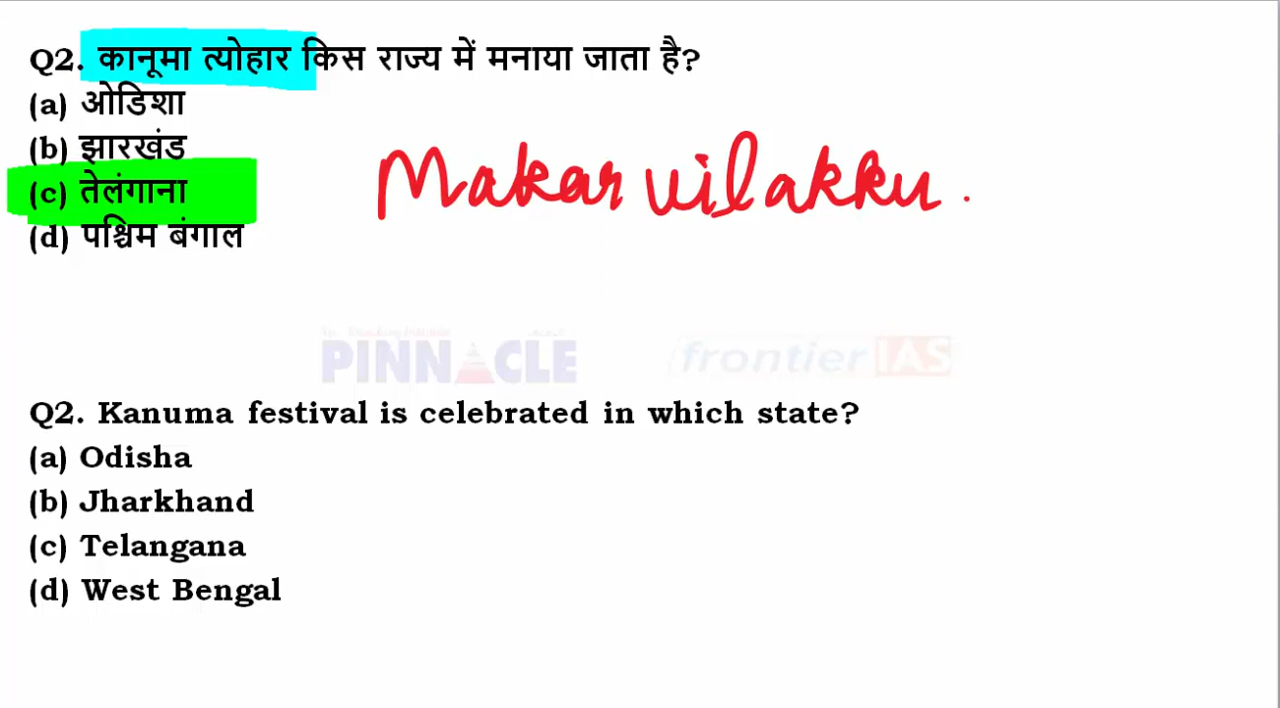 Q2. कानूमा त्योहार किस राज्य में मनाया जाता है?
(a) ओडिशा
(b) झारखंड
(c) तेलंगाना
(d) पश्चिम बंगाल
Makar vilakku.
PINNACLE
frontier IAS
Q2. Kanuma festival is celebrated in which state?
(a) Odisha
(b) Jharkhand
(c) Telangana
(d) West Bengal